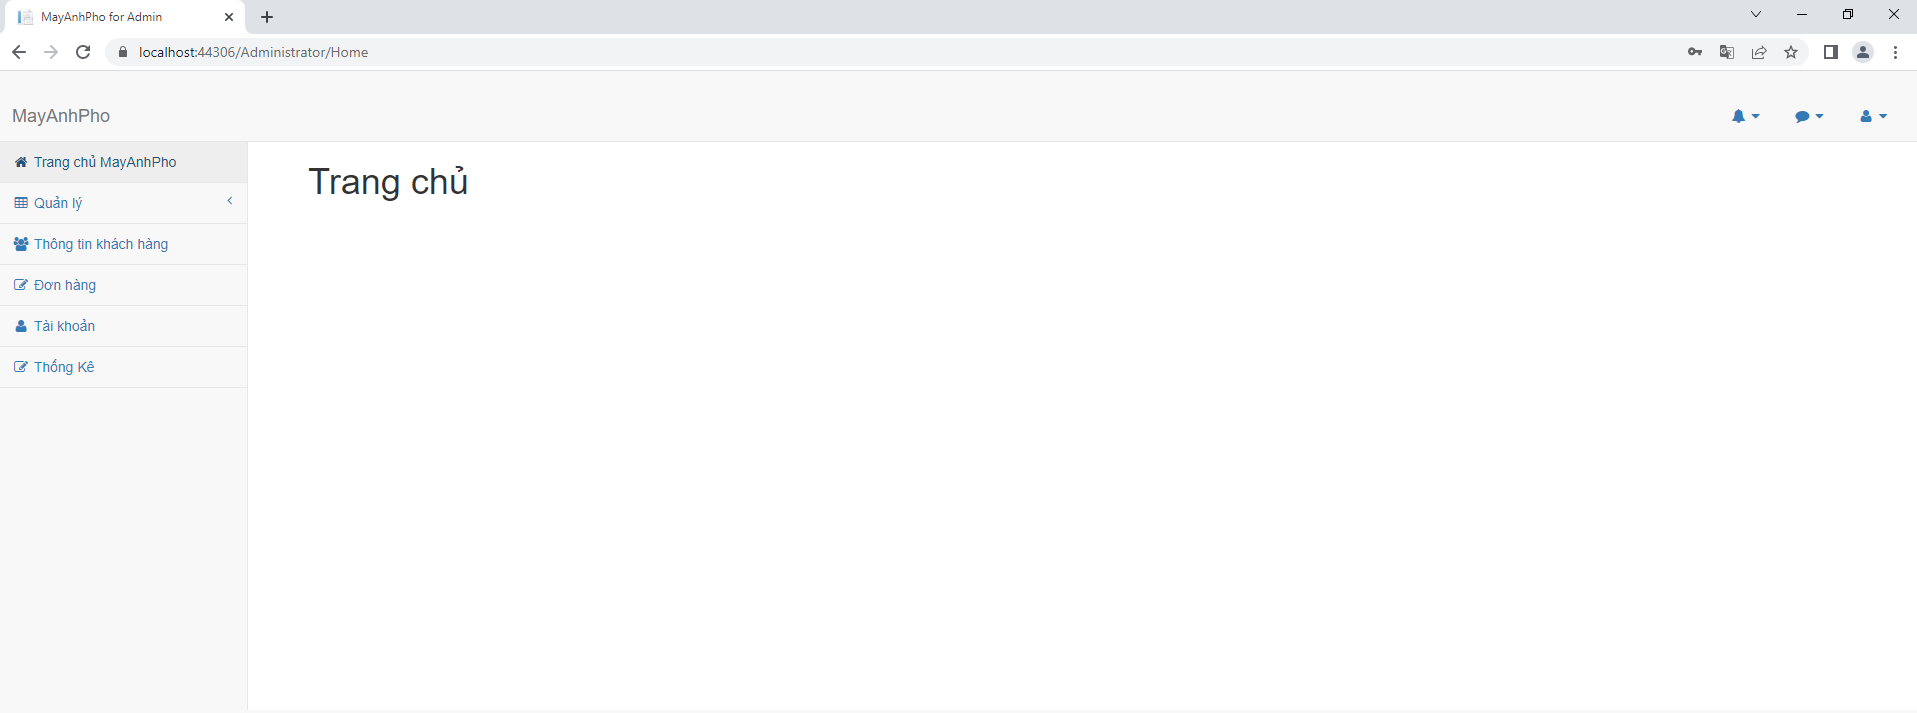 MayAnhPho for Admin
localhost:44306/Administrator/Home
MayAnhPho
Trang chủ MayAnhPho
Quản lý
Thông tin khách hàng
Đơn hàng
Tài khoản
Thống Kê
Trang chủ